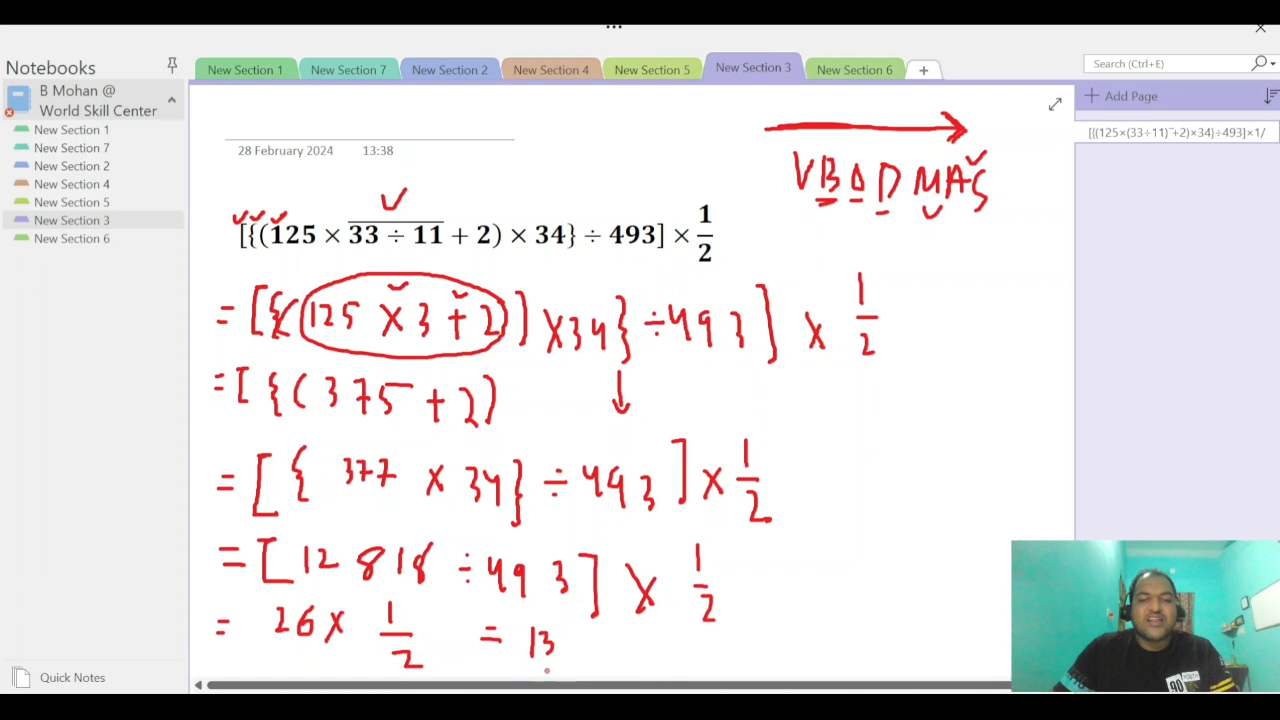 ...
Notebooks
B Mohan @
World Skill Center
New Section 1
New Section 7
New Section 2
New Section 4
New Section 5
New Section 3
New Section 6
Quick Notes
New Section 1 New Section 7 New Section 2 New Section 4 New Section 5 New Section 3 New Section 6 +
Search (Ctrl+E)
+ Add Page
[{(125×(33÷11)¯+2)×34}÷493]×1/
28 February 2024 13:38
VBODMAS
[{(125 × 33 ÷ 11 + 2) × 34} ÷ 493] × 1/2
= [{(125 × 3 + 2)] × 34} ÷ 493] × 1/2
= [{(375 + 2)
= [{ 377 × 34} ÷ 493] × 1/2
= [12818 ÷ 493] × 1/2
= 26 × 1/2 = 13
90